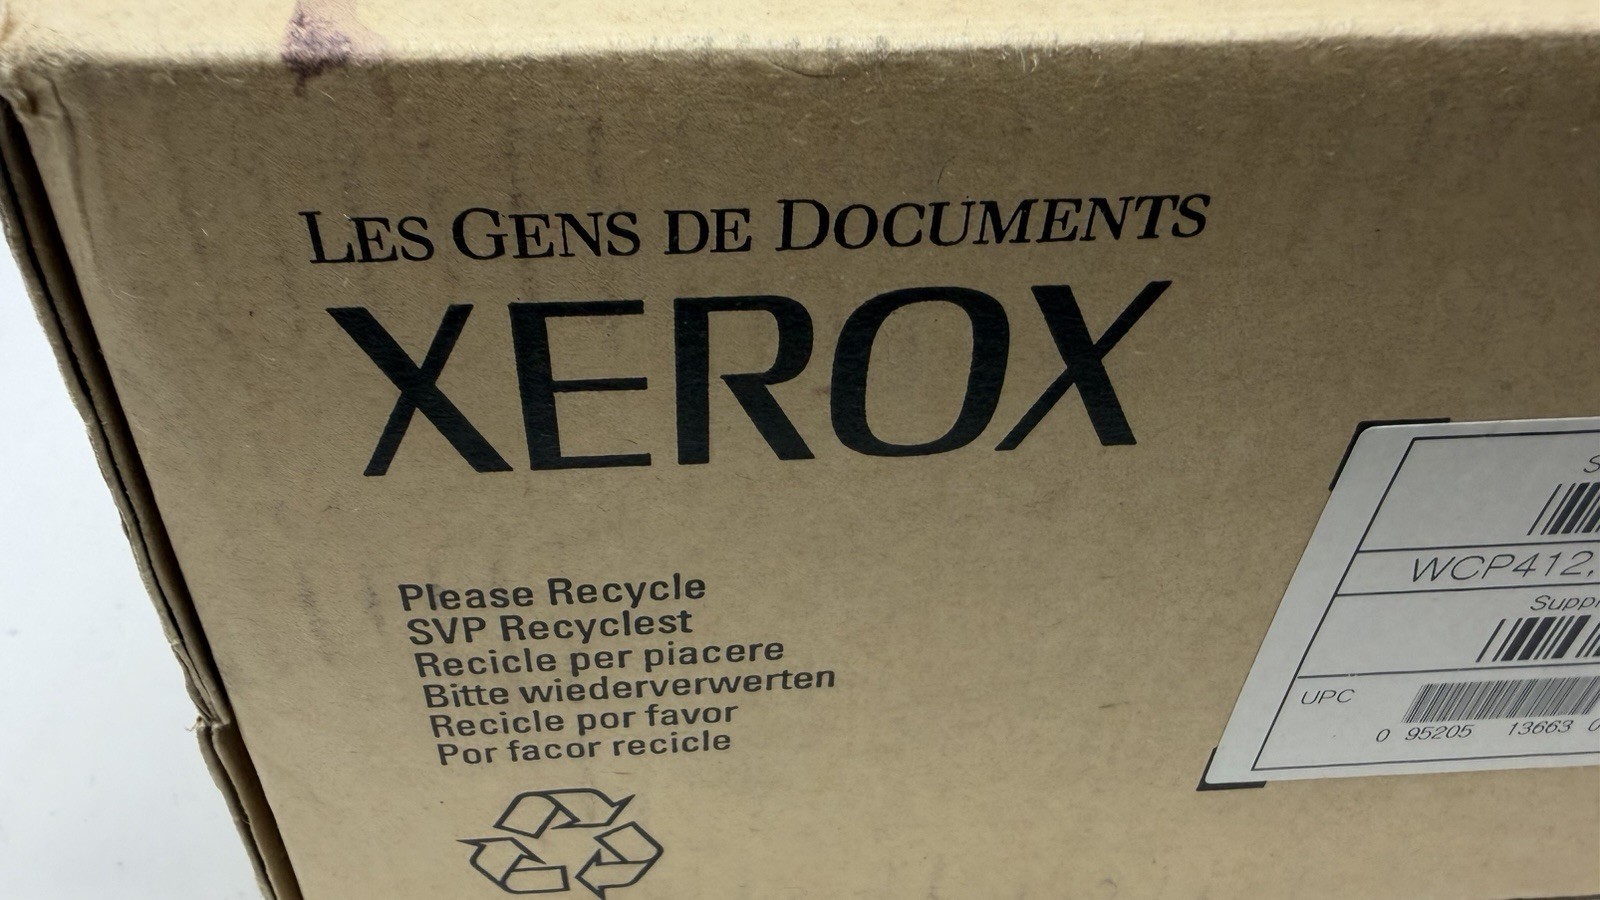 LES GENS DE DOCUMENTS
XEROX
Please Recycle
SVP Recyclest
Recicle per piacere
Bitte wiederverwerten
Recicle por favor
Por facor recicle
WCP412,
UPC
0 95205 13663